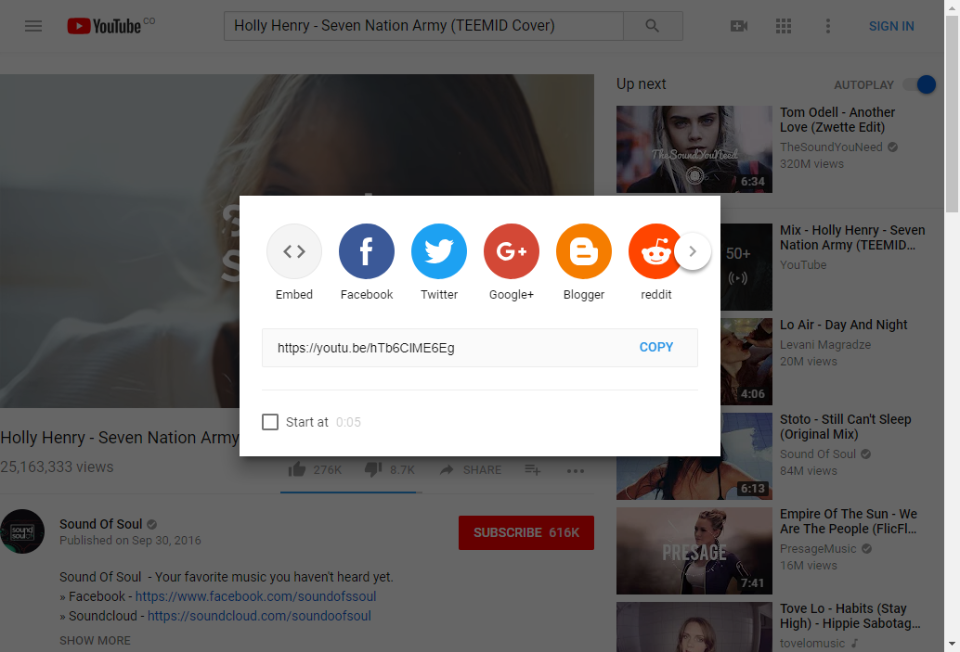 YouTube CO
Holly Henry - Seven Nation Army (TEEMID Cover)
SIGN IN
Up next
AUTOPLAY
TheSoundYouNeed
6:34
Tom Odell - Another
Love (Zwette Edit)
TheSoundYouNeed
320M views
50+
Mix - Holly Henry - Seven
Nation Army (TEEMID...
YouTube
4:06
Lo Air - Day And Night
Levani Magradze
20M views
6:13
Stoto - Still Can't Sleep
(Original Mix)
Sound Of Soul
84M views
PRESAGE
7:41
Empire Of The Sun - We
Are The People (FlicFl...
PresageMusic
16M views
Tove Lo - Habits (Stay
High) - Hippie Sabotag...
tovelomusic
Embed
Facebook
Twitter
G+
Google+
Blogger
reddit
https://youtu.be/hTb6CIME6Eg
COPY
Start at 0:05
Holly Henry - Seven Nation Army
25,163,333 views
276K
8.7K
SHARE
sound
soul
Sound Of Soul
Published on Sep 30, 2016
SUBSCRIBE 616K
Sound Of Soul - Your favorite music you haven't heard yet.
» Facebook - https://www.facebook.com/soundofssoul
» Soundcloud - https://soundcloud.com/soundoofsoul
SHOW MORE